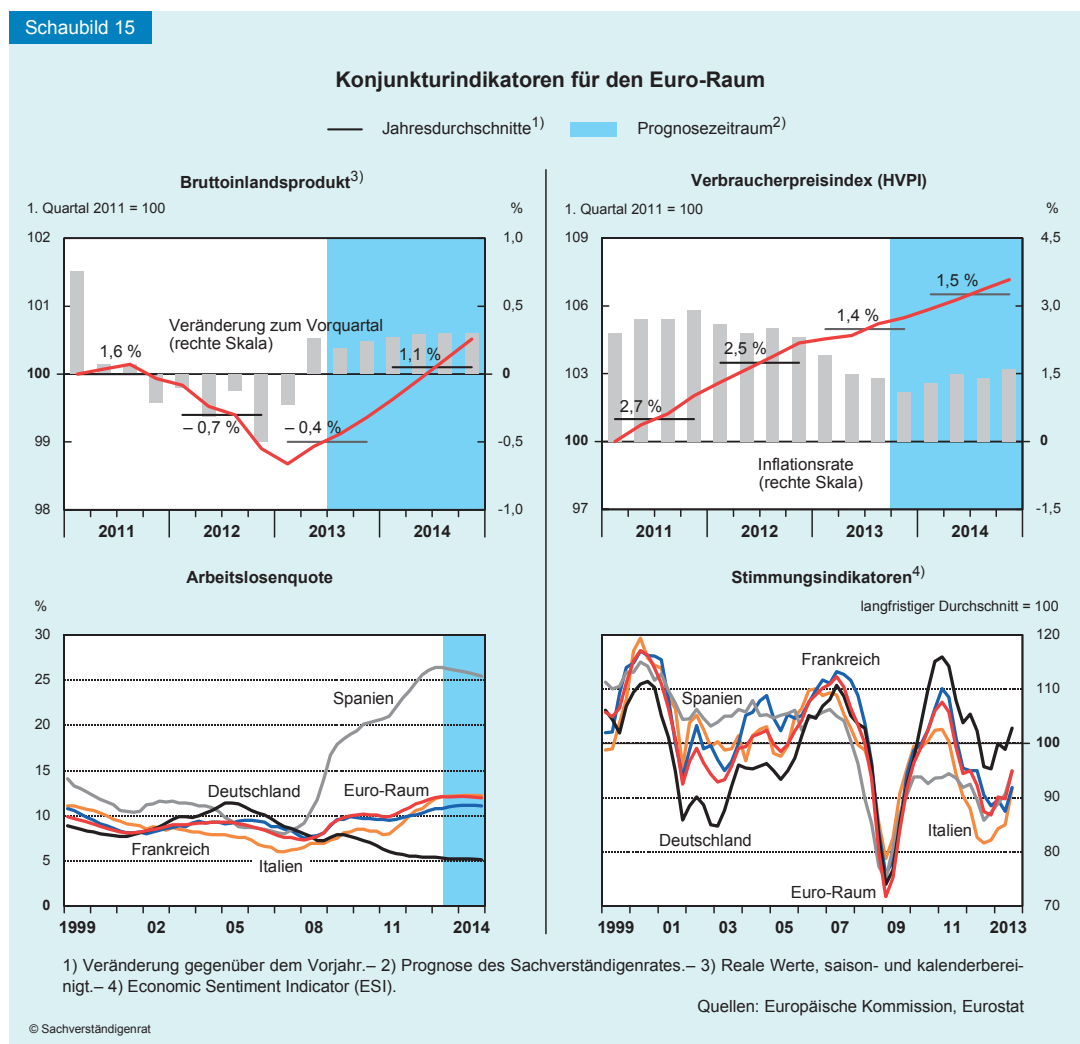 Schaubild 15
Konjunkturindikatoren für den Euro-Raum
Jahresdurchschnitte1) Prognosezeitraum2)
Bruttoinlandsprodukt3)
1. Quartal 2011 = 100 %
102 1,0
101 0,5
100 0
99 -0,5
98 -1,0
Veränderung zum Vorquartal
(rechte Skala)
1,6 %
– 0,7 %
– 0,4 %
1,1 %
2011 2012 2013 2014
Verbraucherpreisindex (HVPI)
1. Quartal 2011 = 100 %
109 4,5
106 3,0
103 1,5
100 0
97 -1,5
2,7 %
2,5 %
1,4 %
1,5 %
Inflationsrate
(rechte Skala)
2011 2012 2013 2014
Arbeitslosenquote
%
30
25
20
15
10
5
0
Spanien
Deutschland
Euro-Raum
Frankreich
Italien
1999 02 05 08 11 2014
Stimmungsindikatoren4)
langfristiger Durchschnitt = 100
120
110
100
90
80
70
Frankreich
Spanien
Deutschland
Italien
Euro-Raum
1999 01 03 05 07 09 11 2013
1) Veränderung gegenüber dem Vorjahr.– 2) Prognose des Sachverständigenrates.– 3) Reale Werte, saison- und kalenderberei-
nigt.– 4) Economic Sentiment Indicator (ESI).
Quellen: Europäische Kommission, Eurostat
© Sachverständigenrat